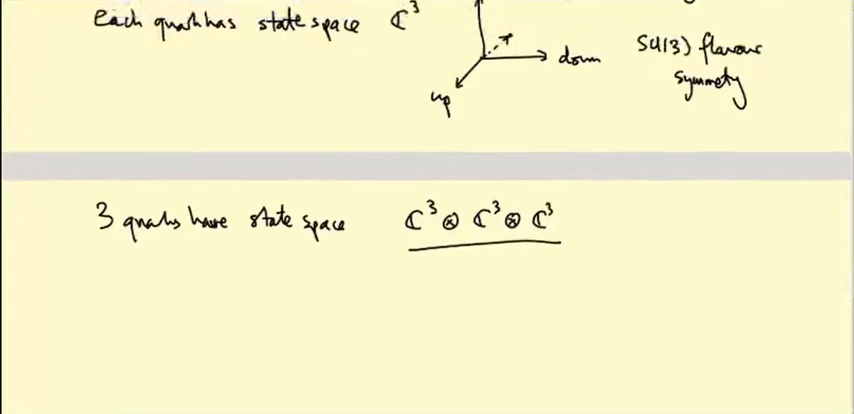 Each quark has state space ℂ³
down
SU(3) flavour
symmetry
up
3 quarks have state space ℂ³ ⊗ ℂ³ ⊗ ℂ³